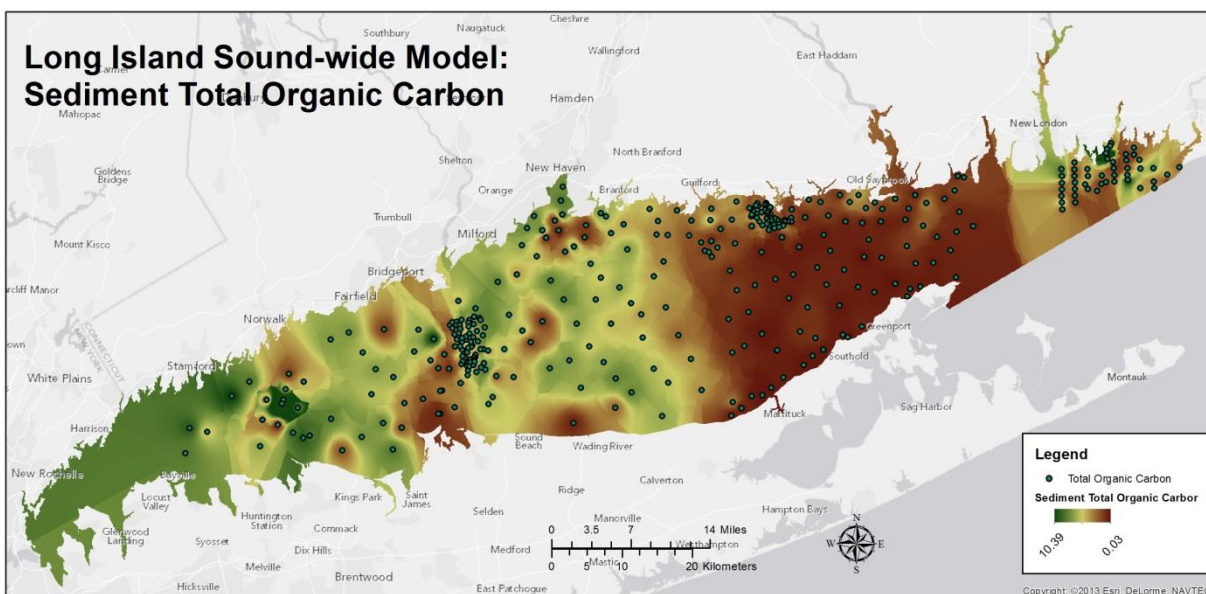 Long Island Sound-wide Model:
Sediment Total Organic Carbon
Cheshire
Southbury
Naugatuck
Wallingford
East Haddam
Mahopac
Hamden
New London
Shelton
North Branford
Goldens
Bridge
New Haven
Orange
Branford
Guilford
Old Saybrook
Trumbull
Milford
Mount Kisco
Bridgeport
Fairfield
Norwalk
CONNECTICUT
NEW YORK
Greenport
White Plains
Stamford
Southold
Montauk
Sag Harbor
Mattituck
Harrison
Sound
Beach
Wading River
New Rochelle
Bayville
Locust
Valley
Kings Park
Saint
James
Ridge
Calverton
Glenwood
Landing
Syosset
Huntington
Station
Commack
Selden
Manorville
Hampton Bays
Dix Hills
Melville
Medford
Mastic
Westhampton
Hicksville
Brentwood
East Patchogue
0 3.5 7 14 Miles
0 5 10 20 Kilometers
N
W E
S
Legend
Total Organic Carbon
Sediment Total Organic Carbor
10.39
0.03
Copyright: ©2013 Esri, DeLorme, NAVTEC